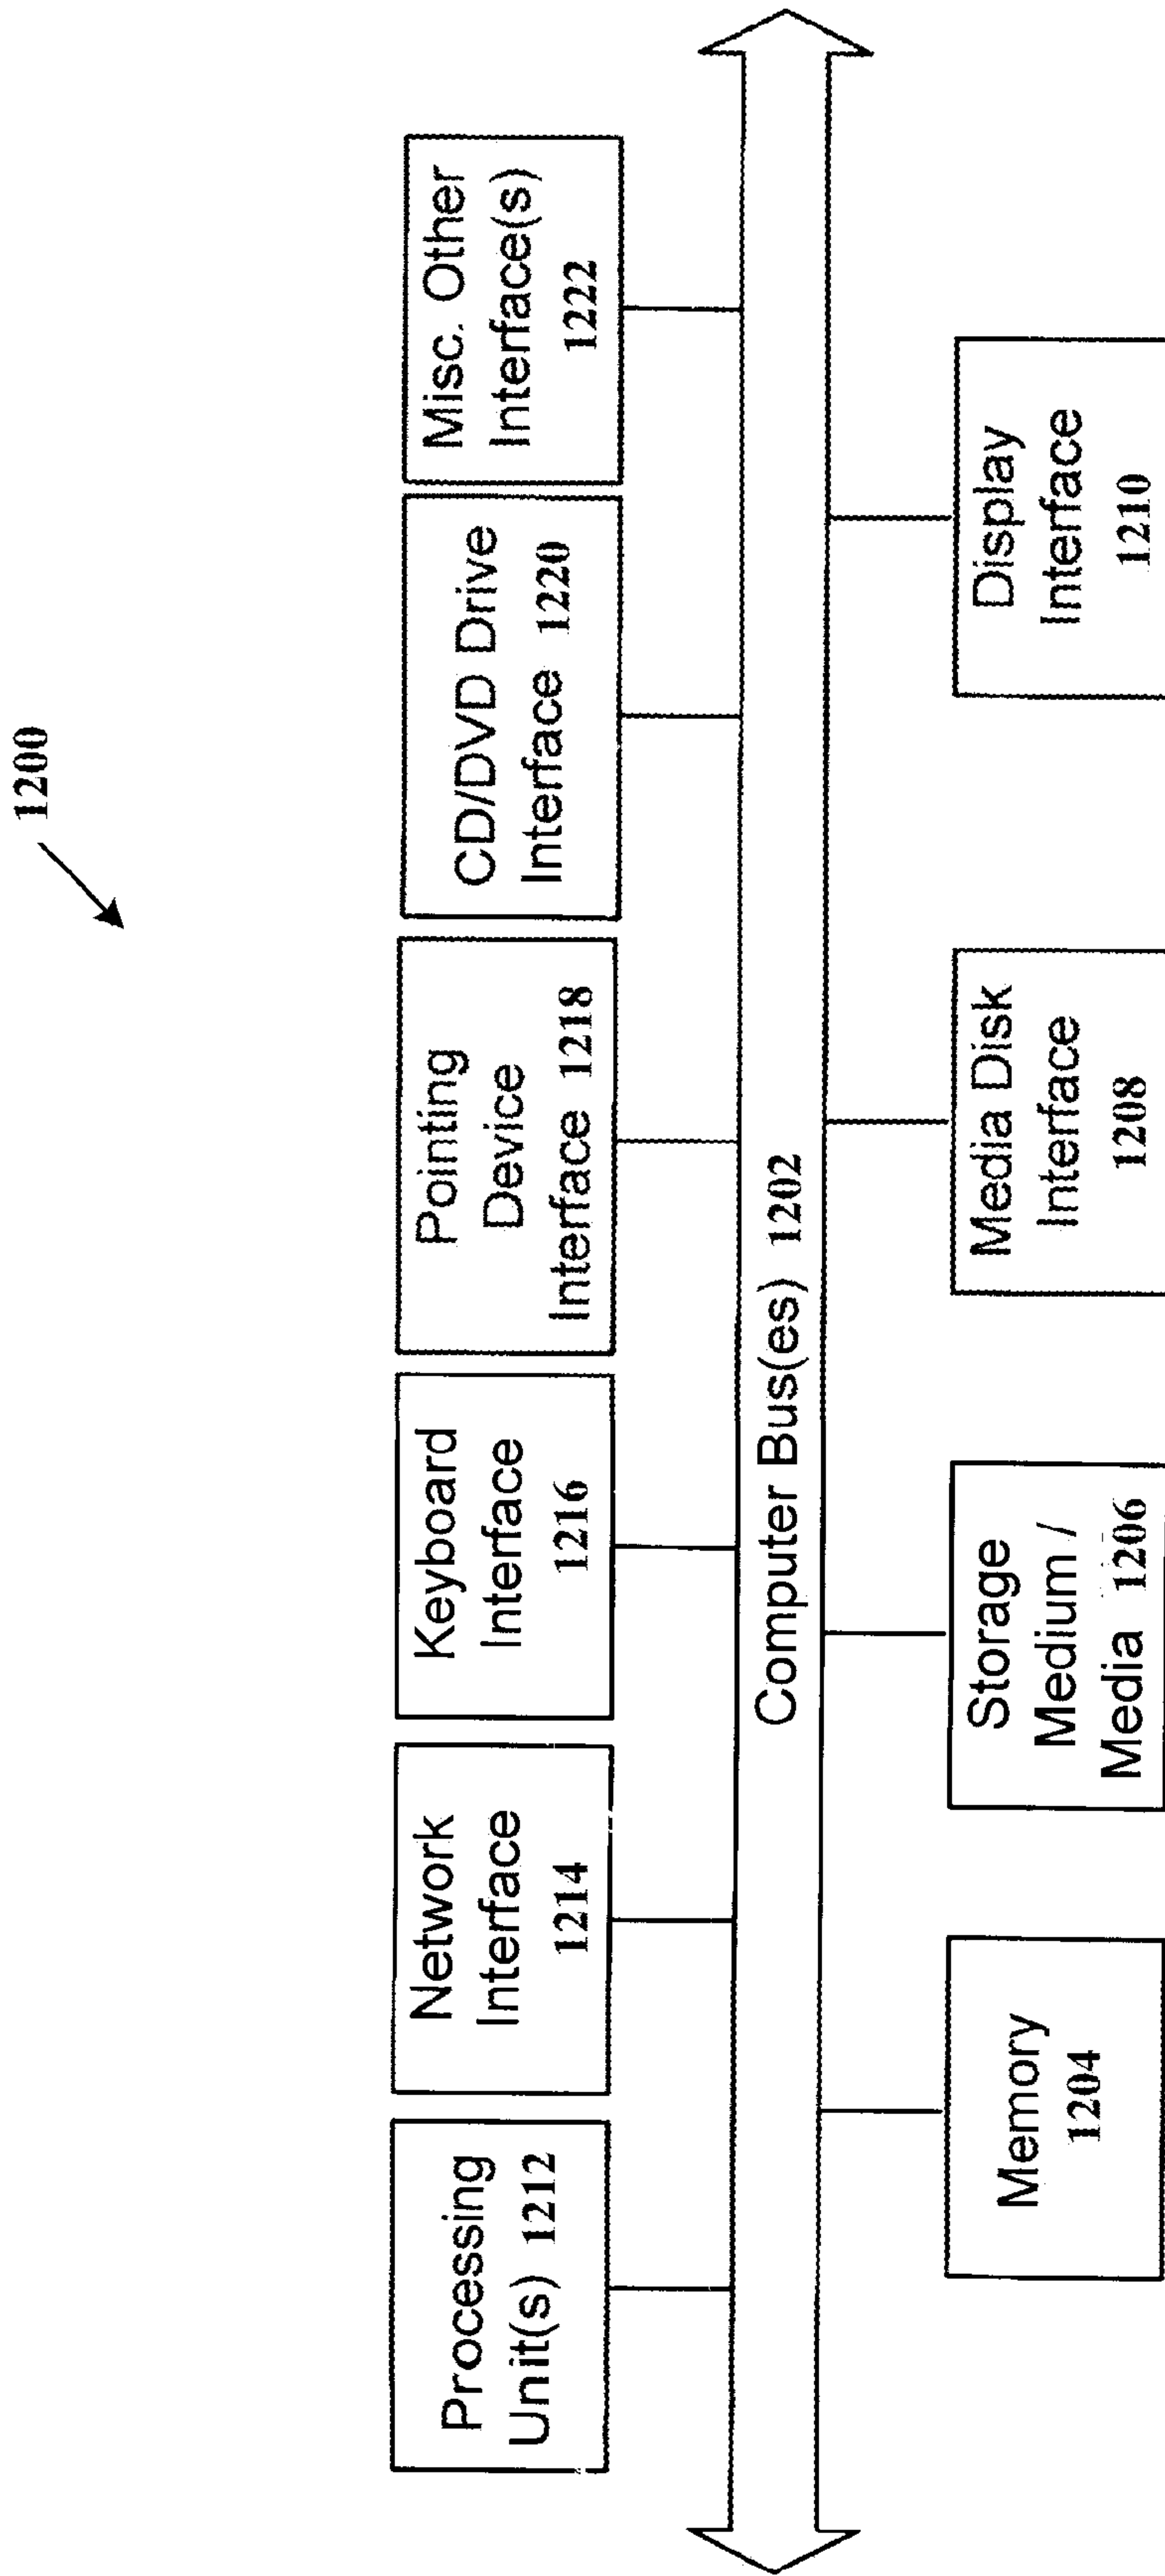 1200
Processing
Unit(s) 1212
Network
Interface
1214
Keyboard
Interface
1216
Pointing
Device
Interface 1218
CD/DVD Drive
Interface 1220
Misc. Other
Interface(s)
1222
Computer Bus(es) 1202
Memory
1204
Storage
Medium /
Media 1206
Media Disk
Interface
1208
Display
Interface
1210